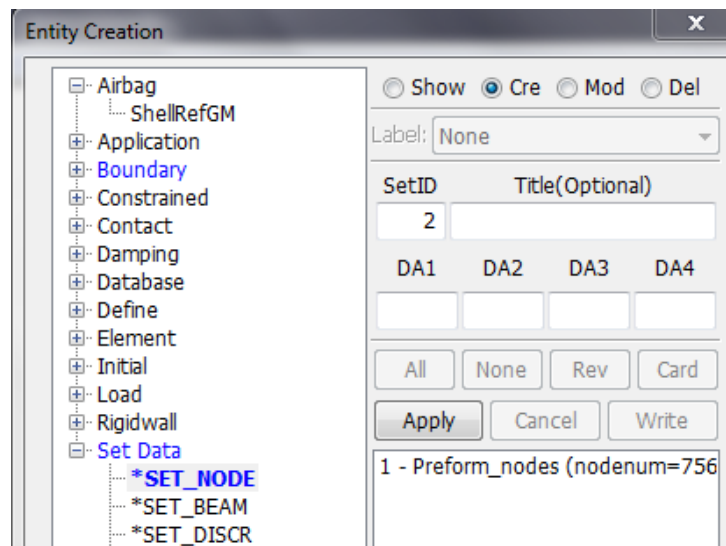 Entity Creation
x
Airbag
ShellRefGM
Application
Boundary
Constrained
Contact
Damping
Database
Define
Element
Initial
Load
Rigidwall
Set Data
*SET_NODE
*SET_BEAM
*SET_DISCR
Show Cre Mod Del
Label: None
SetID Title(Optional)
2
DA1 DA2 DA3 DA4
All None Rev Card
Apply Cancel Write
1 - Preform_nodes (nodenum=756